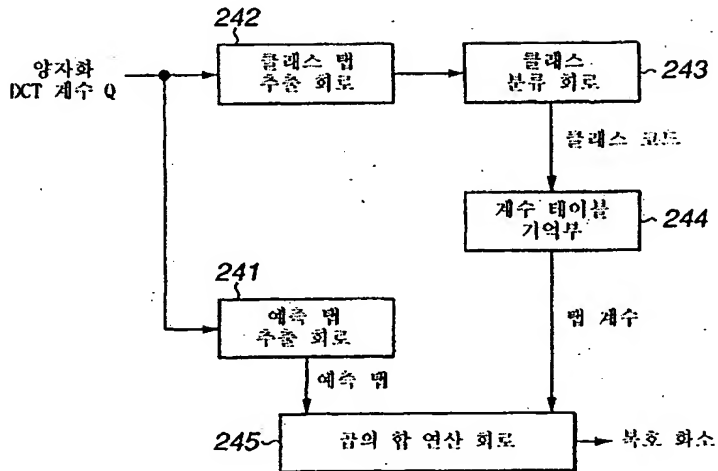 242
양자화
DCT 계수 Q
클래스 탭
추출 회로
클래스
분류 회로
243
클래스 코드
계수 테이블
기억부
244
241
예측 탭
추출 회로
탭 계수
예측 탭
245
곱의 합 연산 회로
복호 화소